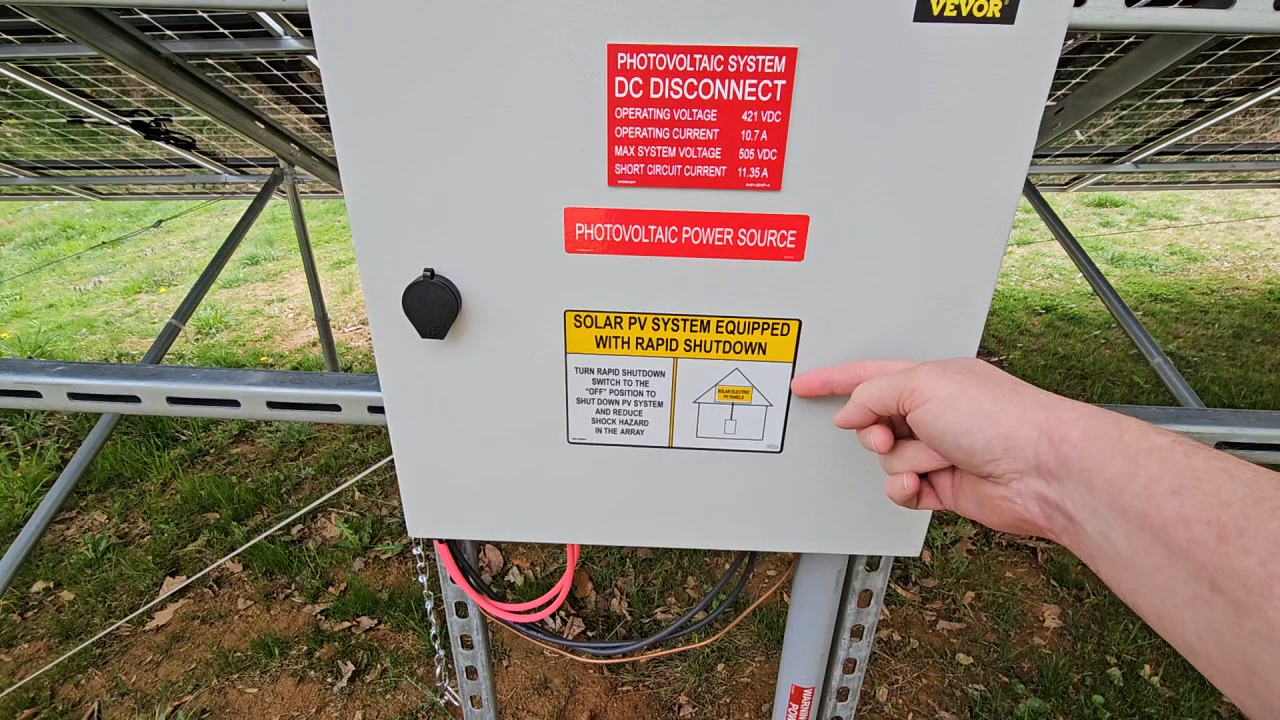 VEVOR
PHOTOVOLTAIC SYSTEM
DC DISCONNECT
OPERATING VOLTAGE 421 VDC
OPERATING CURRENT 10.7 A
MAX SYSTEM VOLTAGE 505 VDC
SHORT CIRCUIT CURRENT 11.35 A
PHOTOVOLTAIC POWER SOURCE
SOLAR PV SYSTEM EQUIPPED
WITH RAPID SHUTDOWN
TURN RAPID SHUTDOWN
SWITCH TO THE
"OFF" POSITION TO
SHUT DOWN PV SYSTEM
AND REDUCE
SHOCK HAZARD
IN THE ARRAY
SOLAR ELECTRIC
PV PANELS